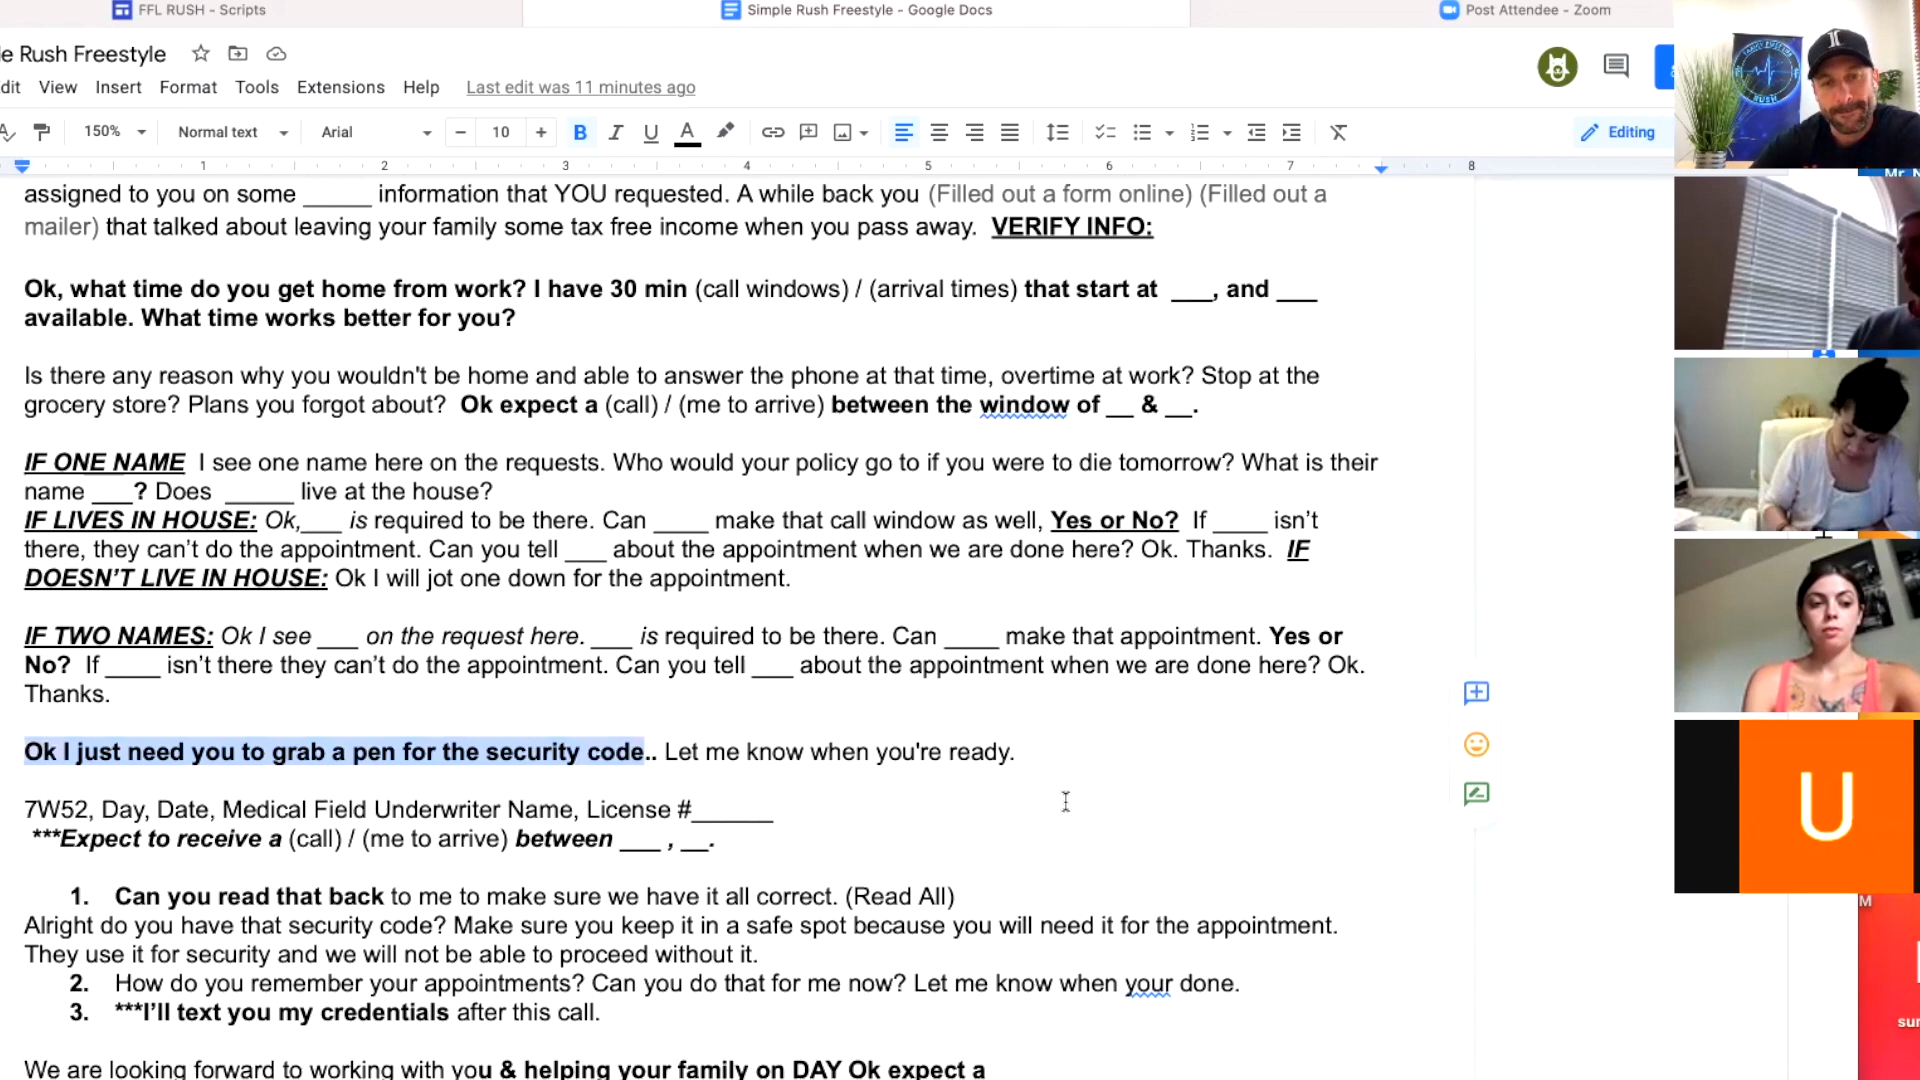 FFL RUSH - Scripts
Simple Rush Freestyle - Google Docs
Post Attendee - Zoom
le Rush Freestyle
dit View Insert Format Tools Extensions Help Last edit was 11 minutes ago
150% Normal text Arial − 10 + B I U A Editing
1 2 3 4 5 6 7 8
assigned to you on some _____ information that YOU requested. A while back you (Filled out a form online) (Filled out a
mailer) that talked about leaving your family some tax free income when you pass away. VERIFY INFO:
Ok, what time do you get home from work? I have 30 min (call windows) / (arrival times) that start at ___, and ___
available. What time works better for you?
Is there any reason why you wouldn't be home and able to answer the phone at that time, overtime at work? Stop at the
grocery store? Plans you forgot about? Ok expect a (call) / (me to arrive) between the window of __ & __.
IF ONE NAME I see one name here on the requests. Who would your policy go to if you were to die tomorrow? What is their
name ___? Does _____ live at the house?
IF LIVES IN HOUSE: Ok,___ is required to be there. Can ____ make that call window as well, Yes or No? If ____ isn’t
there, they can’t do the appointment. Can you tell ___ about the appointment when we are done here? Ok. Thanks. IF
DOESN’T LIVE IN HOUSE: Ok I will jot one down for the appointment.
IF TWO NAMES: Ok I see ___ on the request here. ___ is required to be there. Can ____ make that appointment. Yes or
No? If ____ isn’t there they can’t do the appointment. Can you tell ___ about the appointment when we are done here? Ok.
Thanks.
Ok I just need you to grab a pen for the security code.. Let me know when you're ready.
7W52, Day, Date, Medical Field Underwriter Name, License #______
***Expect to receive a (call) / (me to arrive) between ___ , __.
1. Can you read that back to me to make sure we have it all correct. (Read All)
Alright do you have that security code? Make sure you keep it in a safe spot because you will need it for the appointment.
They use it for security and we will not be able to proceed without it.
2. How do you remember your appointments? Can you do that for me now? Let me know when your done.
3. ***I’ll text you my credentials after this call.
We are looking forward to working with you & helping your family on DAY Ok expect a
RUSH
U
M
sur